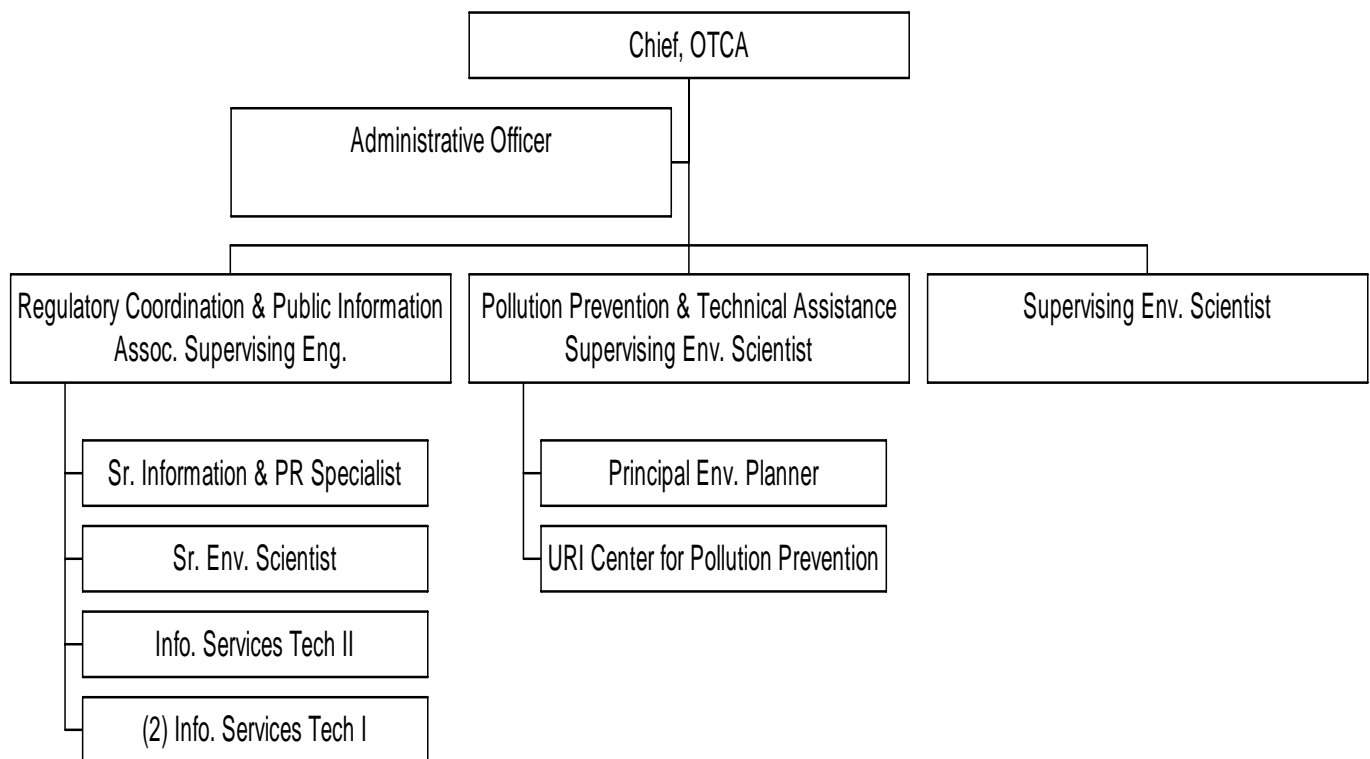 Chief, OTCA
Administrative Officer
Regulatory Coordination & Public Information
Assoc. Supervising Eng.
Pollution Prevention & Technical Assistance
Supervising Env. Scientist
Supervising Env. Scientist
Sr. Information & PR Specialist
Sr. Env. Scientist
Info. Services Tech II
(2) Info. Services Tech I
Principal Env. Planner
URI Center for Pollution Prevention